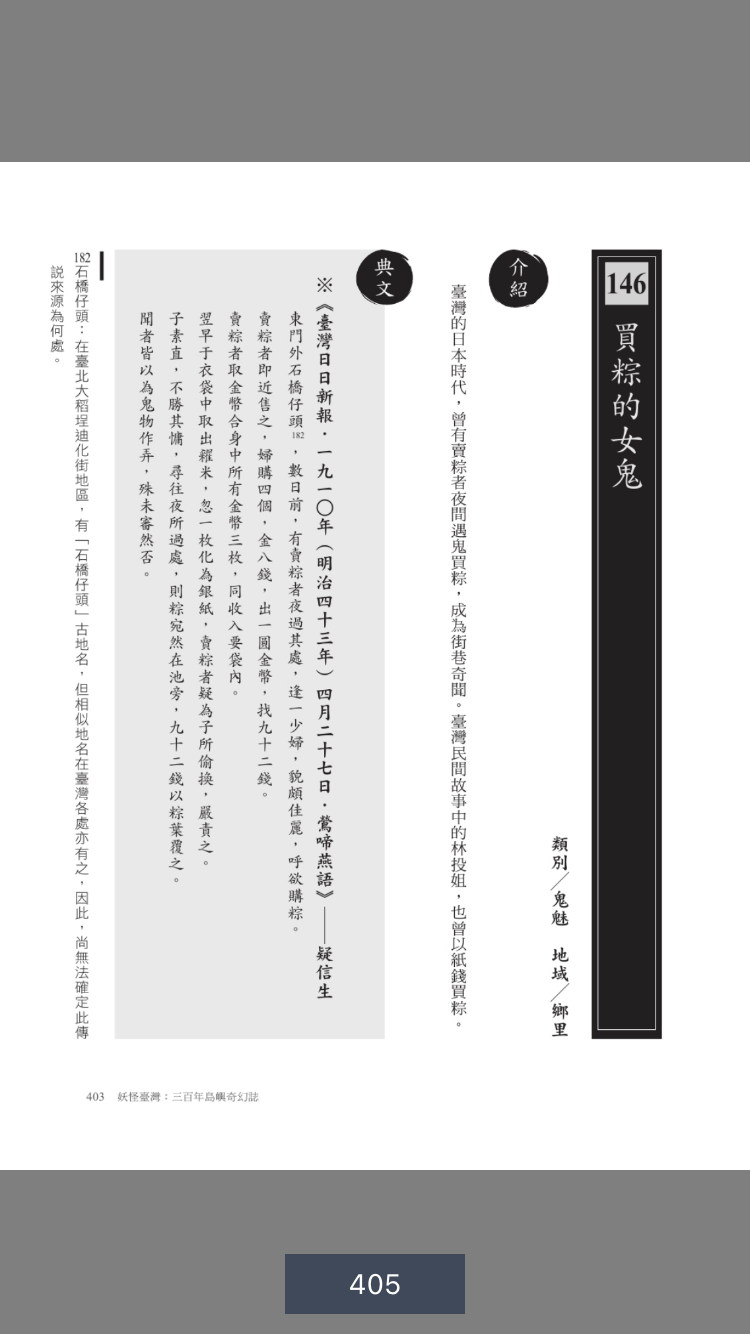 146
買粽的女鬼
類別／鬼魅　地域／鄉里
介紹
臺灣的日本時代，曾有賣粽者夜間遇鬼買粽，成為街巷奇聞。臺灣民間故事中的林投姐，也曾以紙錢買粽。
典文
※《臺灣日日新報．一九一〇年（明治四十三年）四月二十七日．鶯啼燕語》——疑信生
東門外石橋仔頭182，數日前，有賣粽者夜過其處，逢一少婦，貌頗佳麗，呼欲購粽。
賣粽者即近售之，婦購四個，金八錢，出一圓金幣，找九十二錢。
賣粽者取金幣合身中所有金幣三枚，同收入要袋內。
翌早于衣袋中取出糴米，忽一枚化為銀紙，賣粽者疑為子所偷換，嚴責之。
子素直，不勝其慵，尋往夜所過處，則粽宛然在池旁，九十二錢以粽葉覆之。
聞者皆以為鬼物作弄，殊未審然否。
182石橋仔頭：在臺北大稻埕迪化街地區，有「石橋仔頭」古地名，但相似地名在臺灣各處亦有之，因此，尚無法確定此傳
說來源為何處。
403　妖怪臺灣：三百年島嶼奇幻誌
405